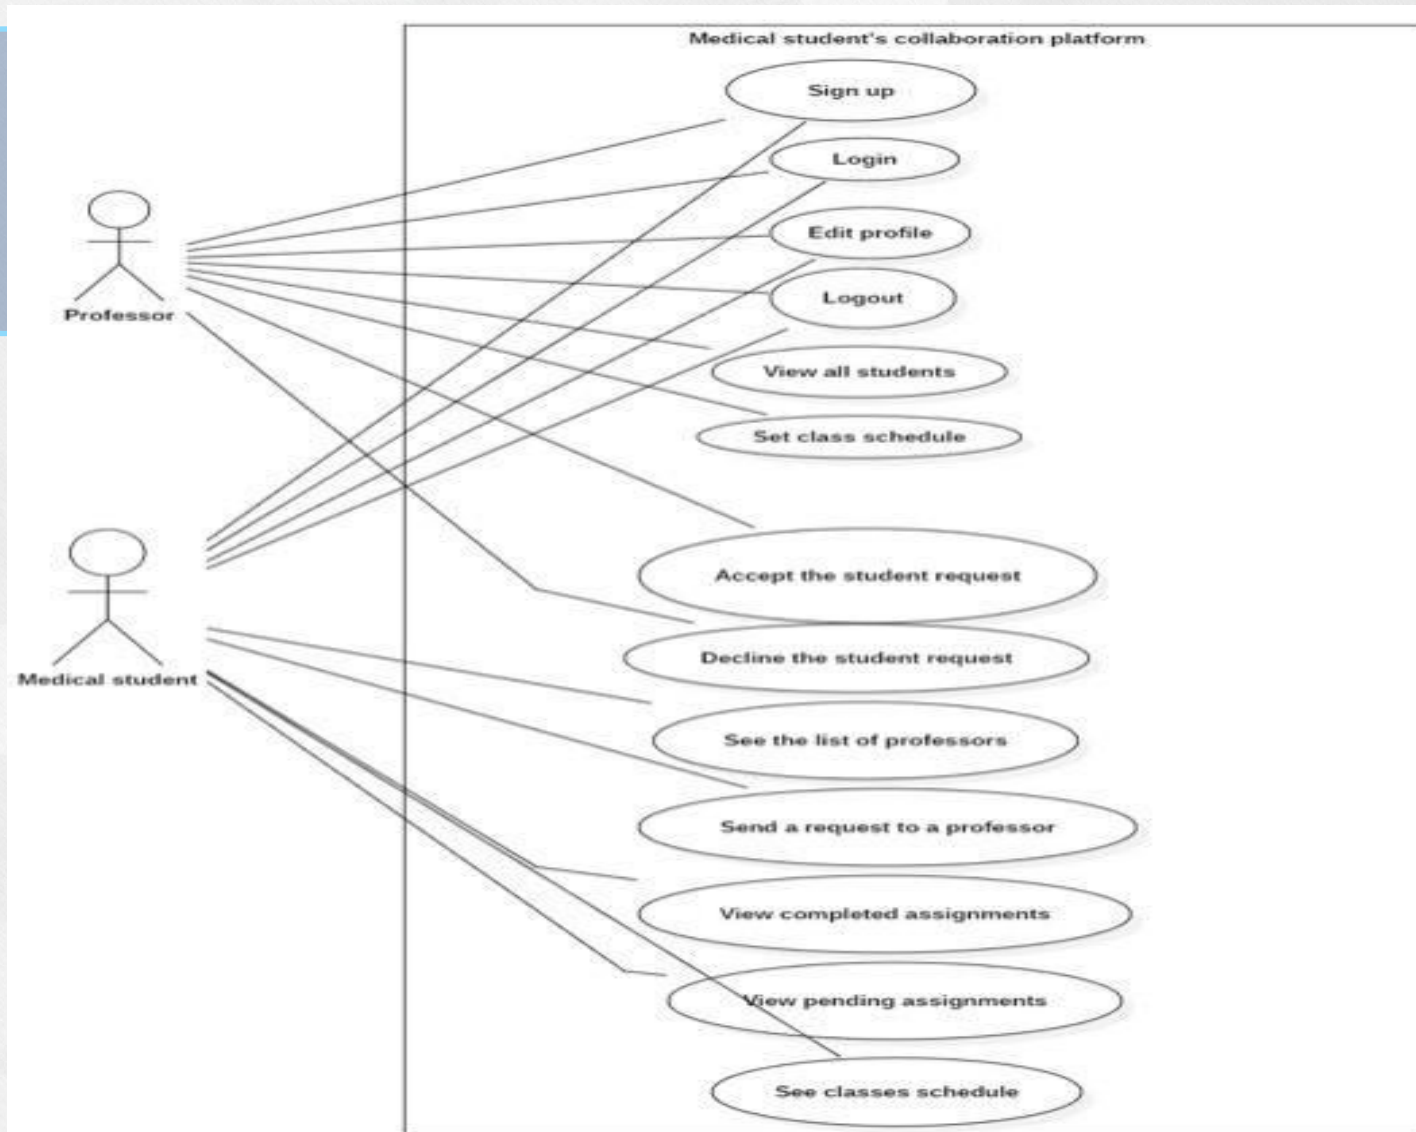 Medical student's collaboration platform
Sign up
Login
Edit profile
Logout
Professor
View all students
Set class schedule
Accept the student request
Decline the student request
Medical student
See the list of professors
Send a request to a professor
View completed assignments
View pending assignments
See classes schedule